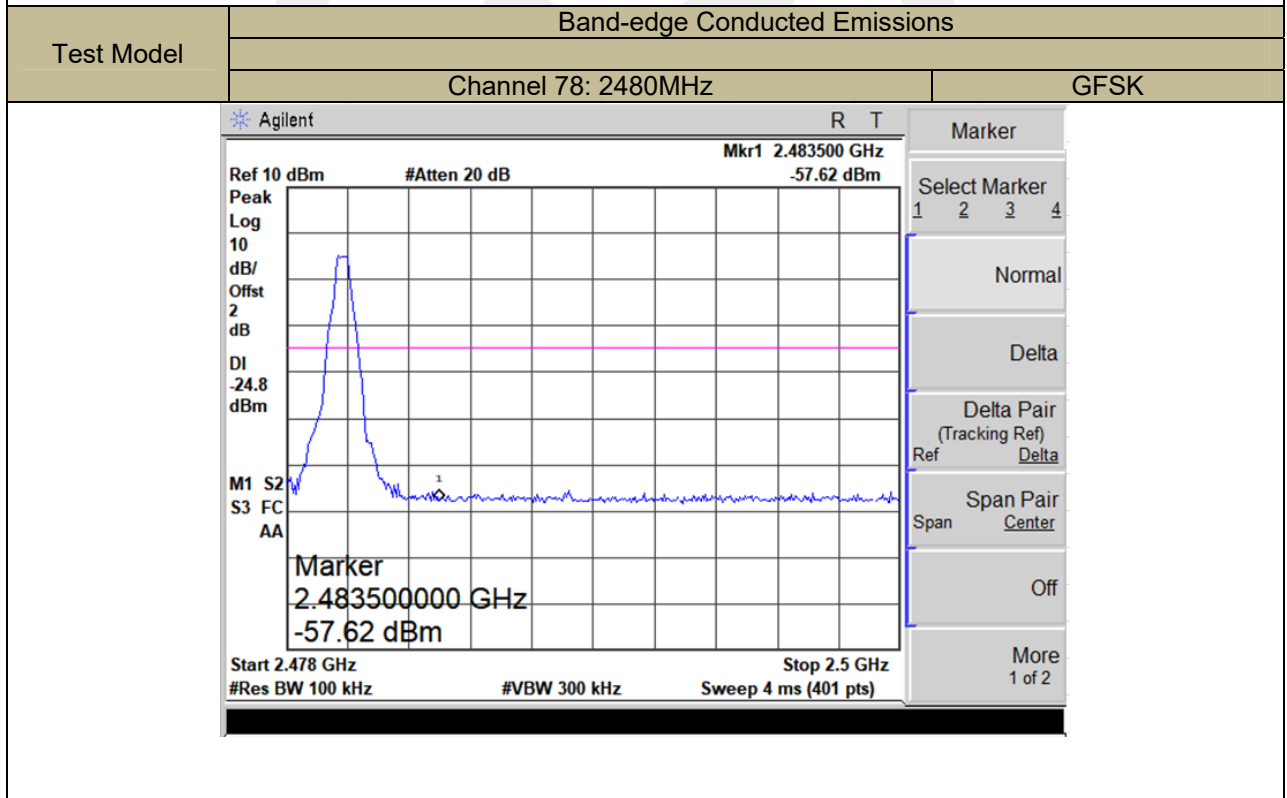 Band-edge Conducted Emissions
Test Model
Channel 78: 2480MHz GFSK
Agilent R T
Marker
Mkr1 2.483500 GHz
Ref 10 dBm #Atten 20 dB -57.62 dBm
Peak
Log
10
dB/
Offst
2
dB
DI
-24.8
dBm
M1 S2
S3 FC
AA
1
Marker
2.483500000 GHz
-57.62 dBm
Start 2.478 GHz Stop 2.5 GHz
#Res BW 100 kHz #VBW 300 kHz Sweep 4 ms (401 pts)
Select Marker
1 2 3 4
Normal
Delta
Delta Pair
(Tracking Ref)
Ref Delta
Span Pair
Span Center
Off
More
1 of 2